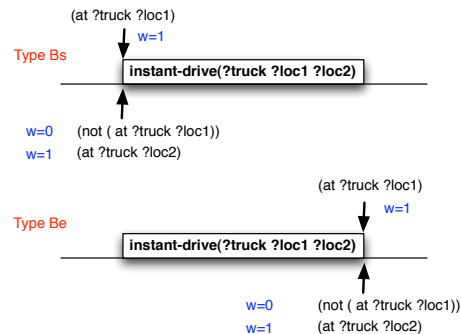 (at ?truck ?loc1)
w=1
Type Bs
instant-drive(?truck ?loc1 ?loc2)
w=0 (not ( at ?truck ?loc1))
w=1 (at ?truck ?loc2)
(at ?truck ?loc1)
w=1
Type Be
instant-drive(?truck ?loc1 ?loc2)
w=0 (not ( at ?truck ?loc1))
w=1 (at ?truck ?loc2)